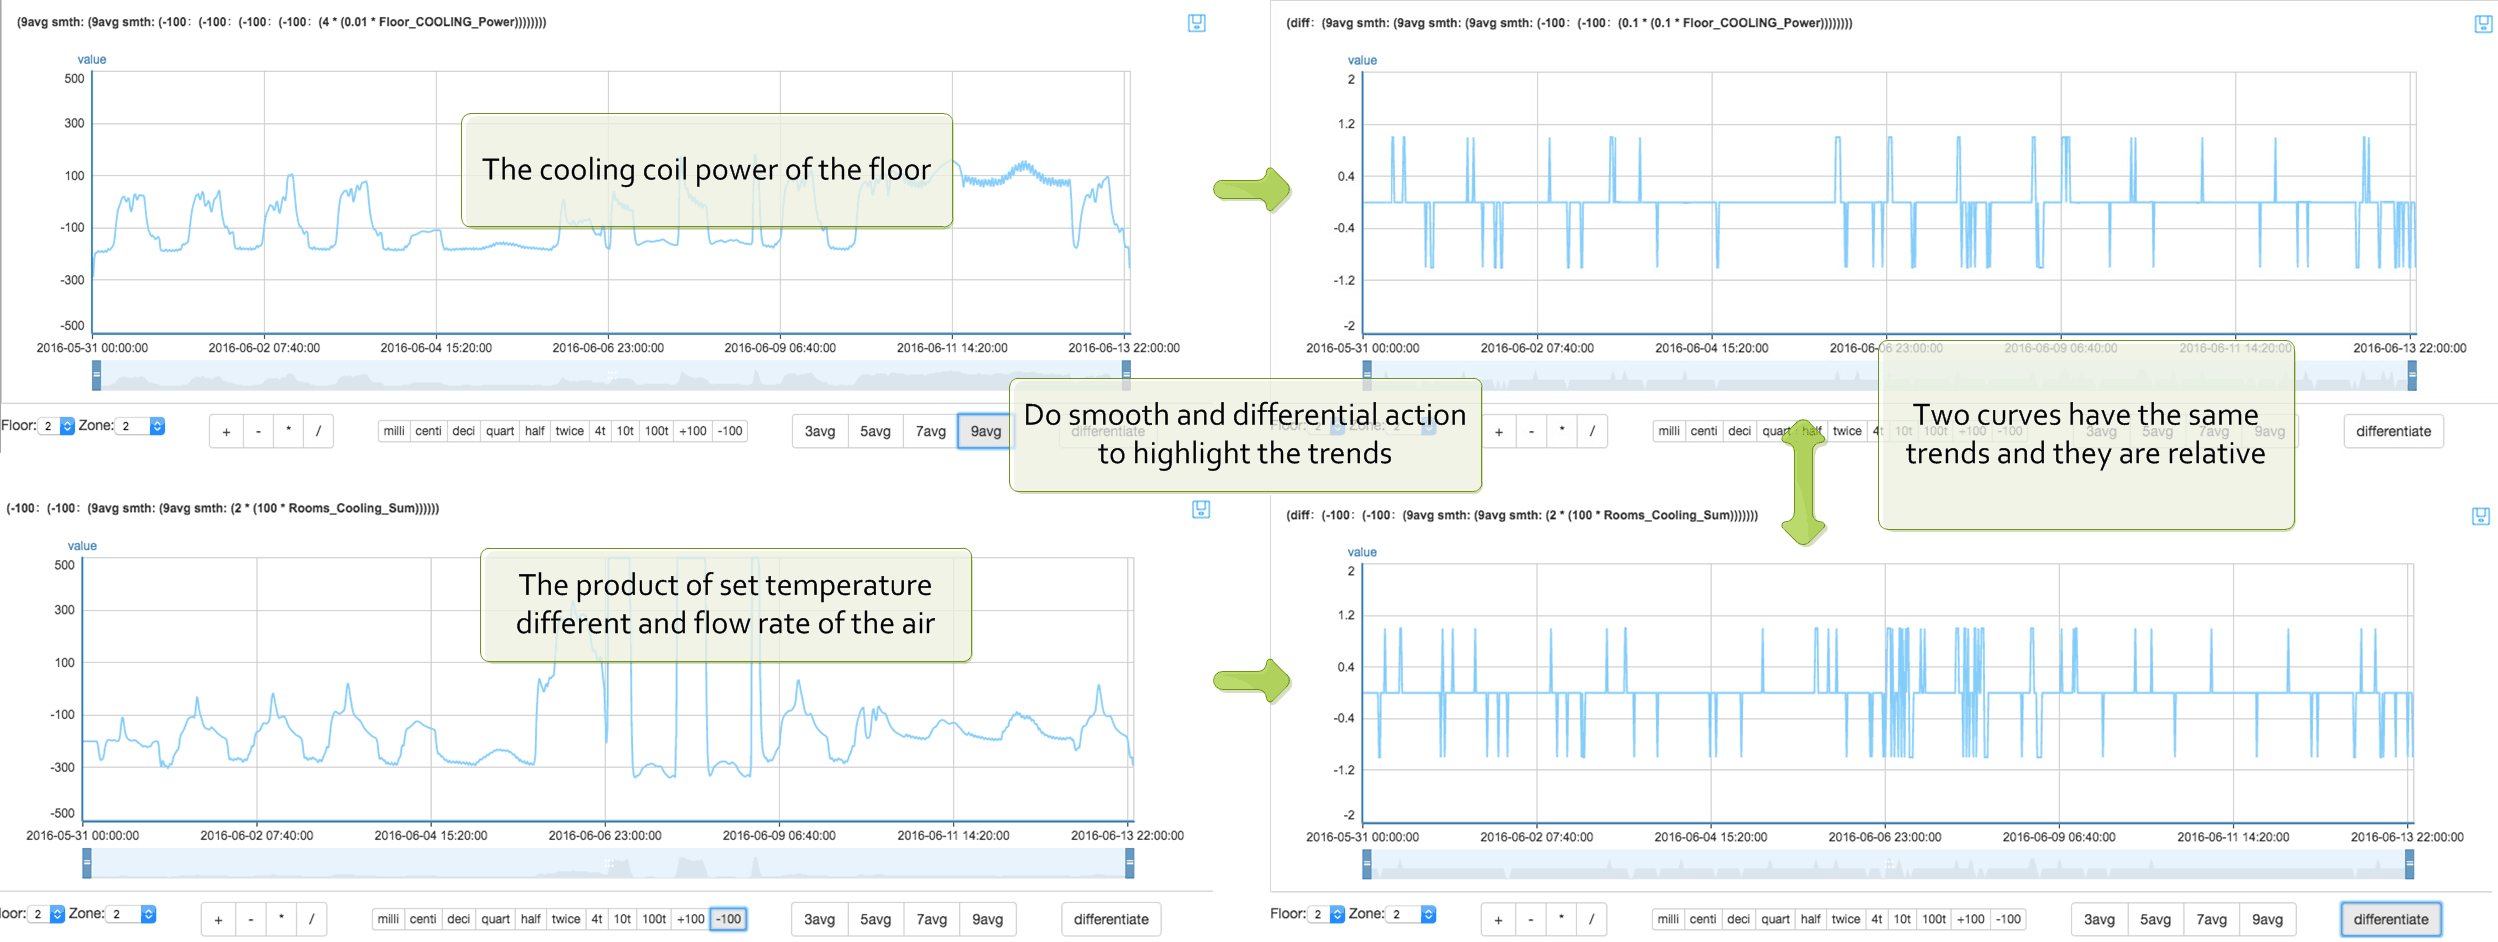 (9avg smth: (9avg smth: (-100: (-100: (-100: (-100: (4 * (0.01 * Floor_COOLING_Power))))))))
value
500
300
100
-100
-300
-500
2016-05-31 00:00:00 2016-06-02 07:40:00 2016-06-04 15:20:00 2016-06-06 23:00:00 2016-06-09 06:40:00 2016-06-11 14:20:00 2016-06-13 22:00:00
The cooling coil power of the floor
Floor: 2 Zone: 2 + - * / milli centi deci quart half twice 4t 10t 100t +100 -100 3avg 5avg 7avg 9avg differentiate
(diff: (9avg smth: (9avg smth: (9avg smth: (-100: (-100: (0.1 * (0.1 * Floor_COOLING_Power))))))))
value
2
1.2
0.4
-0.4
-1.2
-2
2016-05-31 00:00:00 2016-06-02 07:40:00 2016-06-04 15:20:00 2016-06-06 23:00:00 2016-06-09 06:40:00 2016-06-11 14:20:00 2016-06-13 22:00:00
Floor: 2 Zone: 2 + - * / milli centi deci quart half twice 4t 10t 100t +100 -100 3avg 5avg 7avg 9avg differentiate
Do smooth and differential action
to highlight the trends
Two curves have the same
trends and they are relative
(-100: (-100: (9avg smth: (9avg smth: (2 * (100 * Rooms_Cooling_Sum))))))
value
500
300
100
-100
-300
-500
2016-05-31 00:00:00 2016-06-02 07:40:00 2016-06-04 15:20:00 2016-06-06 23:00:00 2016-06-09 06:40:00 2016-06-11 14:20:00 2016-06-13 22:00:00
The product of set temperature
different and flow rate of the air
loor: 2 Zone: 2 + - * / milli centi deci quart half twice 4t 10t 100t +100 -100 3avg 5avg 7avg 9avg differentiate
(diff: (-100: (-100: (9avg smth: (9avg smth: (2 * (100 * Rooms_Cooling_Sum)))))))
value
2
1.2
0.4
-0.4
-1.2
-2
2016-05-31 00:00:00 2016-06-02 07:40:00 2016-06-04 15:20:00 2016-06-06 23:00:00 2016-06-09 06:40:00 2016-06-11 14:20:00 2016-06-13 22:00:00
Floor: 2 Zone: 2 + - * / milli centi deci quart half twice 4t 10t 100t +100 -100 3avg 5avg 7avg 9avg differentiate